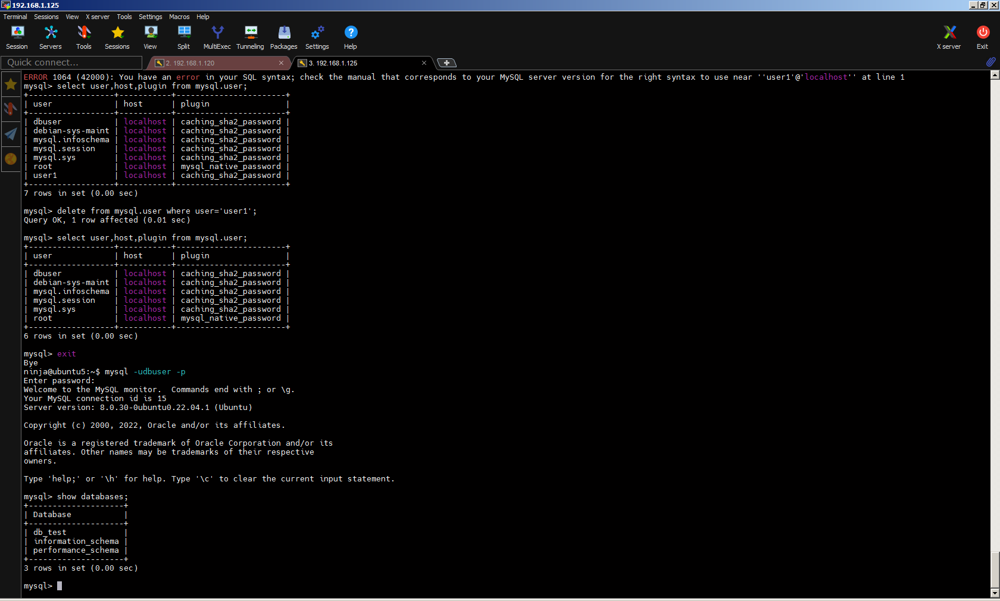 192.168.1.125
Terminal Sessions View X server Tools Settings Macros Help
Session Servers Tools Sessions View Split MultiExec Tunneling Packages Settings Help X server Exit
Quick connect... 2. 192.168.1.120 3. 192.168.1.125
ERROR 1064 (42000): You have an error in your SQL syntax; check the manual that corresponds to your MySQL server version for the right syntax to use near ''user1'@'localhost'' at line 1
mysql> select user,host,plugin from mysql.user;
+------------------+-----------+-----------------------+
| user             | host      | plugin                |
+------------------+-----------+-----------------------+
| dbuser           | localhost | caching_sha2_password |
| debian-sys-maint | localhost | caching_sha2_password |
| mysql.infoschema | localhost | caching_sha2_password |
| mysql.session    | localhost | caching_sha2_password |
| mysql.sys        | localhost | caching_sha2_password |
| root             | localhost | mysql_native_password |
| user1            | localhost | caching_sha2_password |
+------------------+-----------+-----------------------+
7 rows in set (0.00 sec)
mysql> delete from mysql.user where user='user1';
Query OK, 1 row affected (0.01 sec)
mysql> select user,host,plugin from mysql.user;
+------------------+-----------+-----------------------+
| user             | host      | plugin                |
+------------------+-----------+-----------------------+
| dbuser           | localhost | caching_sha2_password |
| debian-sys-maint | localhost | caching_sha2_password |
| mysql.infoschema | localhost | caching_sha2_password |
| mysql.session    | localhost | caching_sha2_password |
| mysql.sys        | localhost | caching_sha2_password |
| root             | localhost | mysql_native_password |
+------------------+-----------+-----------------------+
6 rows in set (0.00 sec)
mysql> exit
Bye
ninja@ubuntu5:~$ mysql -udbuser -p
Enter password:
Welcome to the MySQL monitor.  Commands end with ; or \g.
Your MySQL connection id is 15
Server version: 8.0.30-0ubuntu0.22.04.1 (Ubuntu)
Copyright (c) 2000, 2022, Oracle and/or its affiliates.
Oracle is a registered trademark of Oracle Corporation and/or its
affiliates. Other names may be trademarks of their respective
owners.
Type 'help;' or '\h' for help. Type '\c' to clear the current input statement.
mysql> show databases;
+--------------------+
| Database           |
+--------------------+
| db_test            |
| information_schema |
| performance_schema |
+--------------------+
3 rows in set (0.00 sec)
mysql>